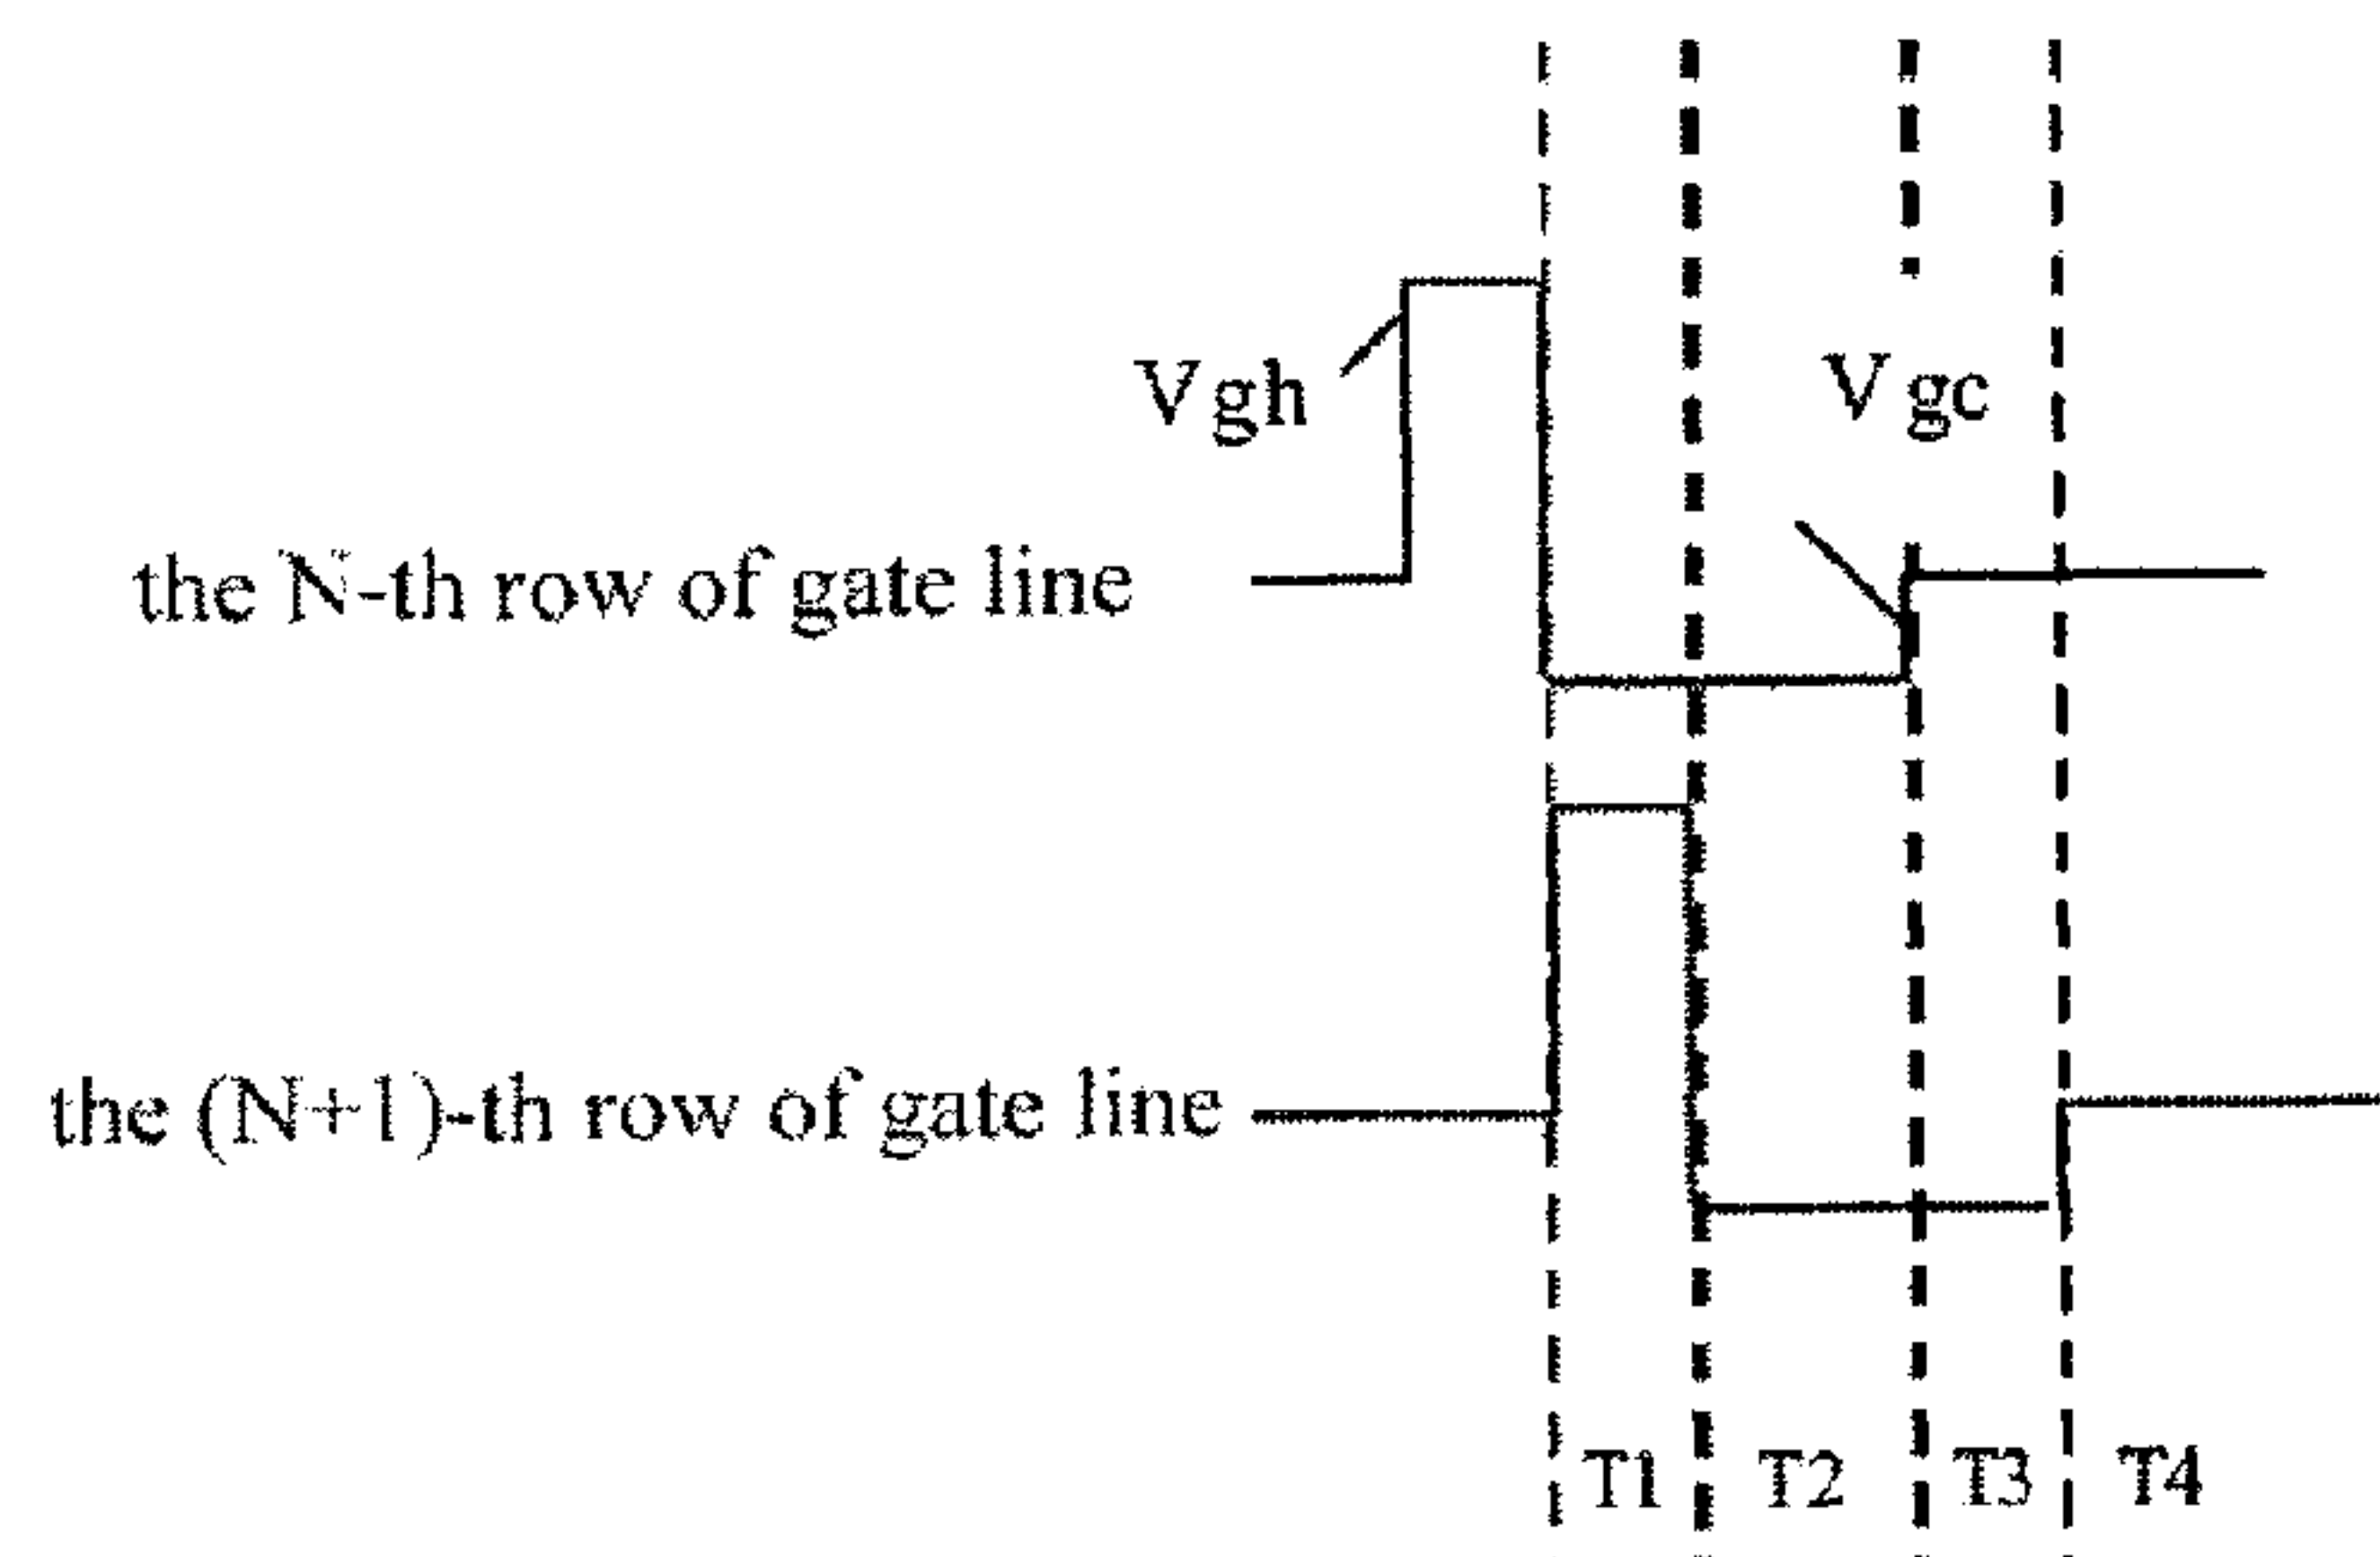 Vgh
Vgc
the N-th row of gate line
the (N+1)-th row of gate line
T1 T2 T3 T4